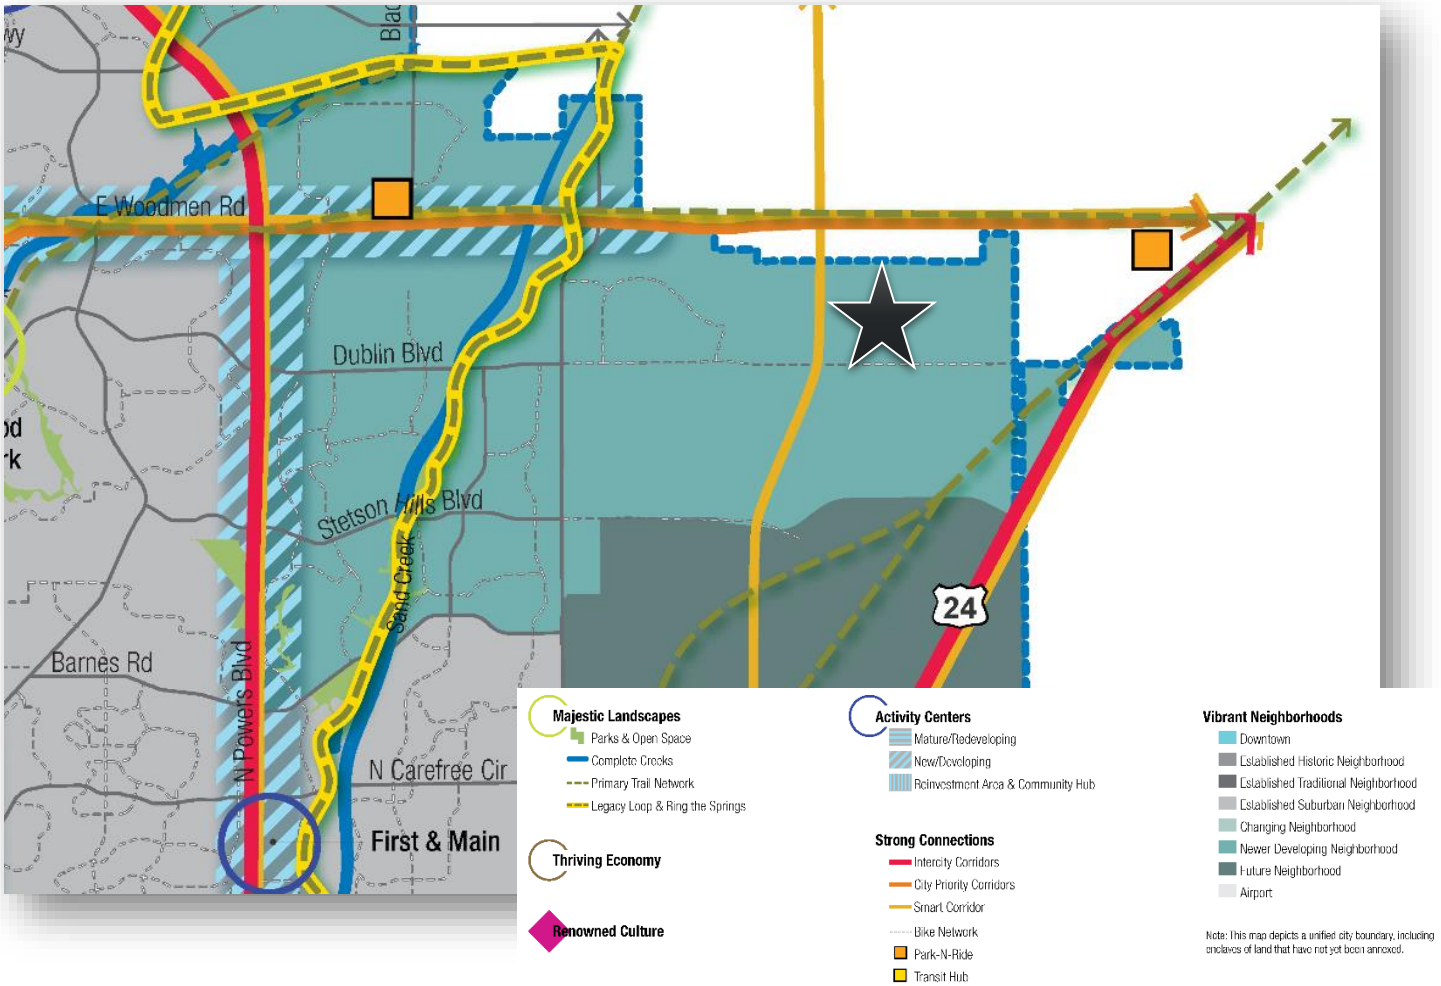 wy
Blac
E Woodmen Rd
Dublin Blvd
od
rk
Stetson Hills Blvd
Sand Creek
24
Barnes Rd
N Powers Blvd
N Carefree Cir
First & Main
Majestic Landscapes
Parks & Open Space
Complete Creeks
Primary Trail Network
Legacy Loop & Ring the Springs
Thriving Economy
Renowned Culture
Activity Centers
Mature/Redeveloping
New/Developing
Reinvestment Area & Community Hub
Strong Connections
Intercity Corridors
City Priority Corridors
Smart Corridor
Bike Network
Park-N-Ride
Transit Hub
Vibrant Neighborhoods
Downtown
Established Historic Neighborhood
Established Traditional Neighborhood
Established Suburban Neighborhood
Changing Neighborhood
Newer Developing Neighborhood
Future Neighborhood
Airport
Note: This map depicts a unified city boundary, including
enclaves of land that have not yet been annexed.